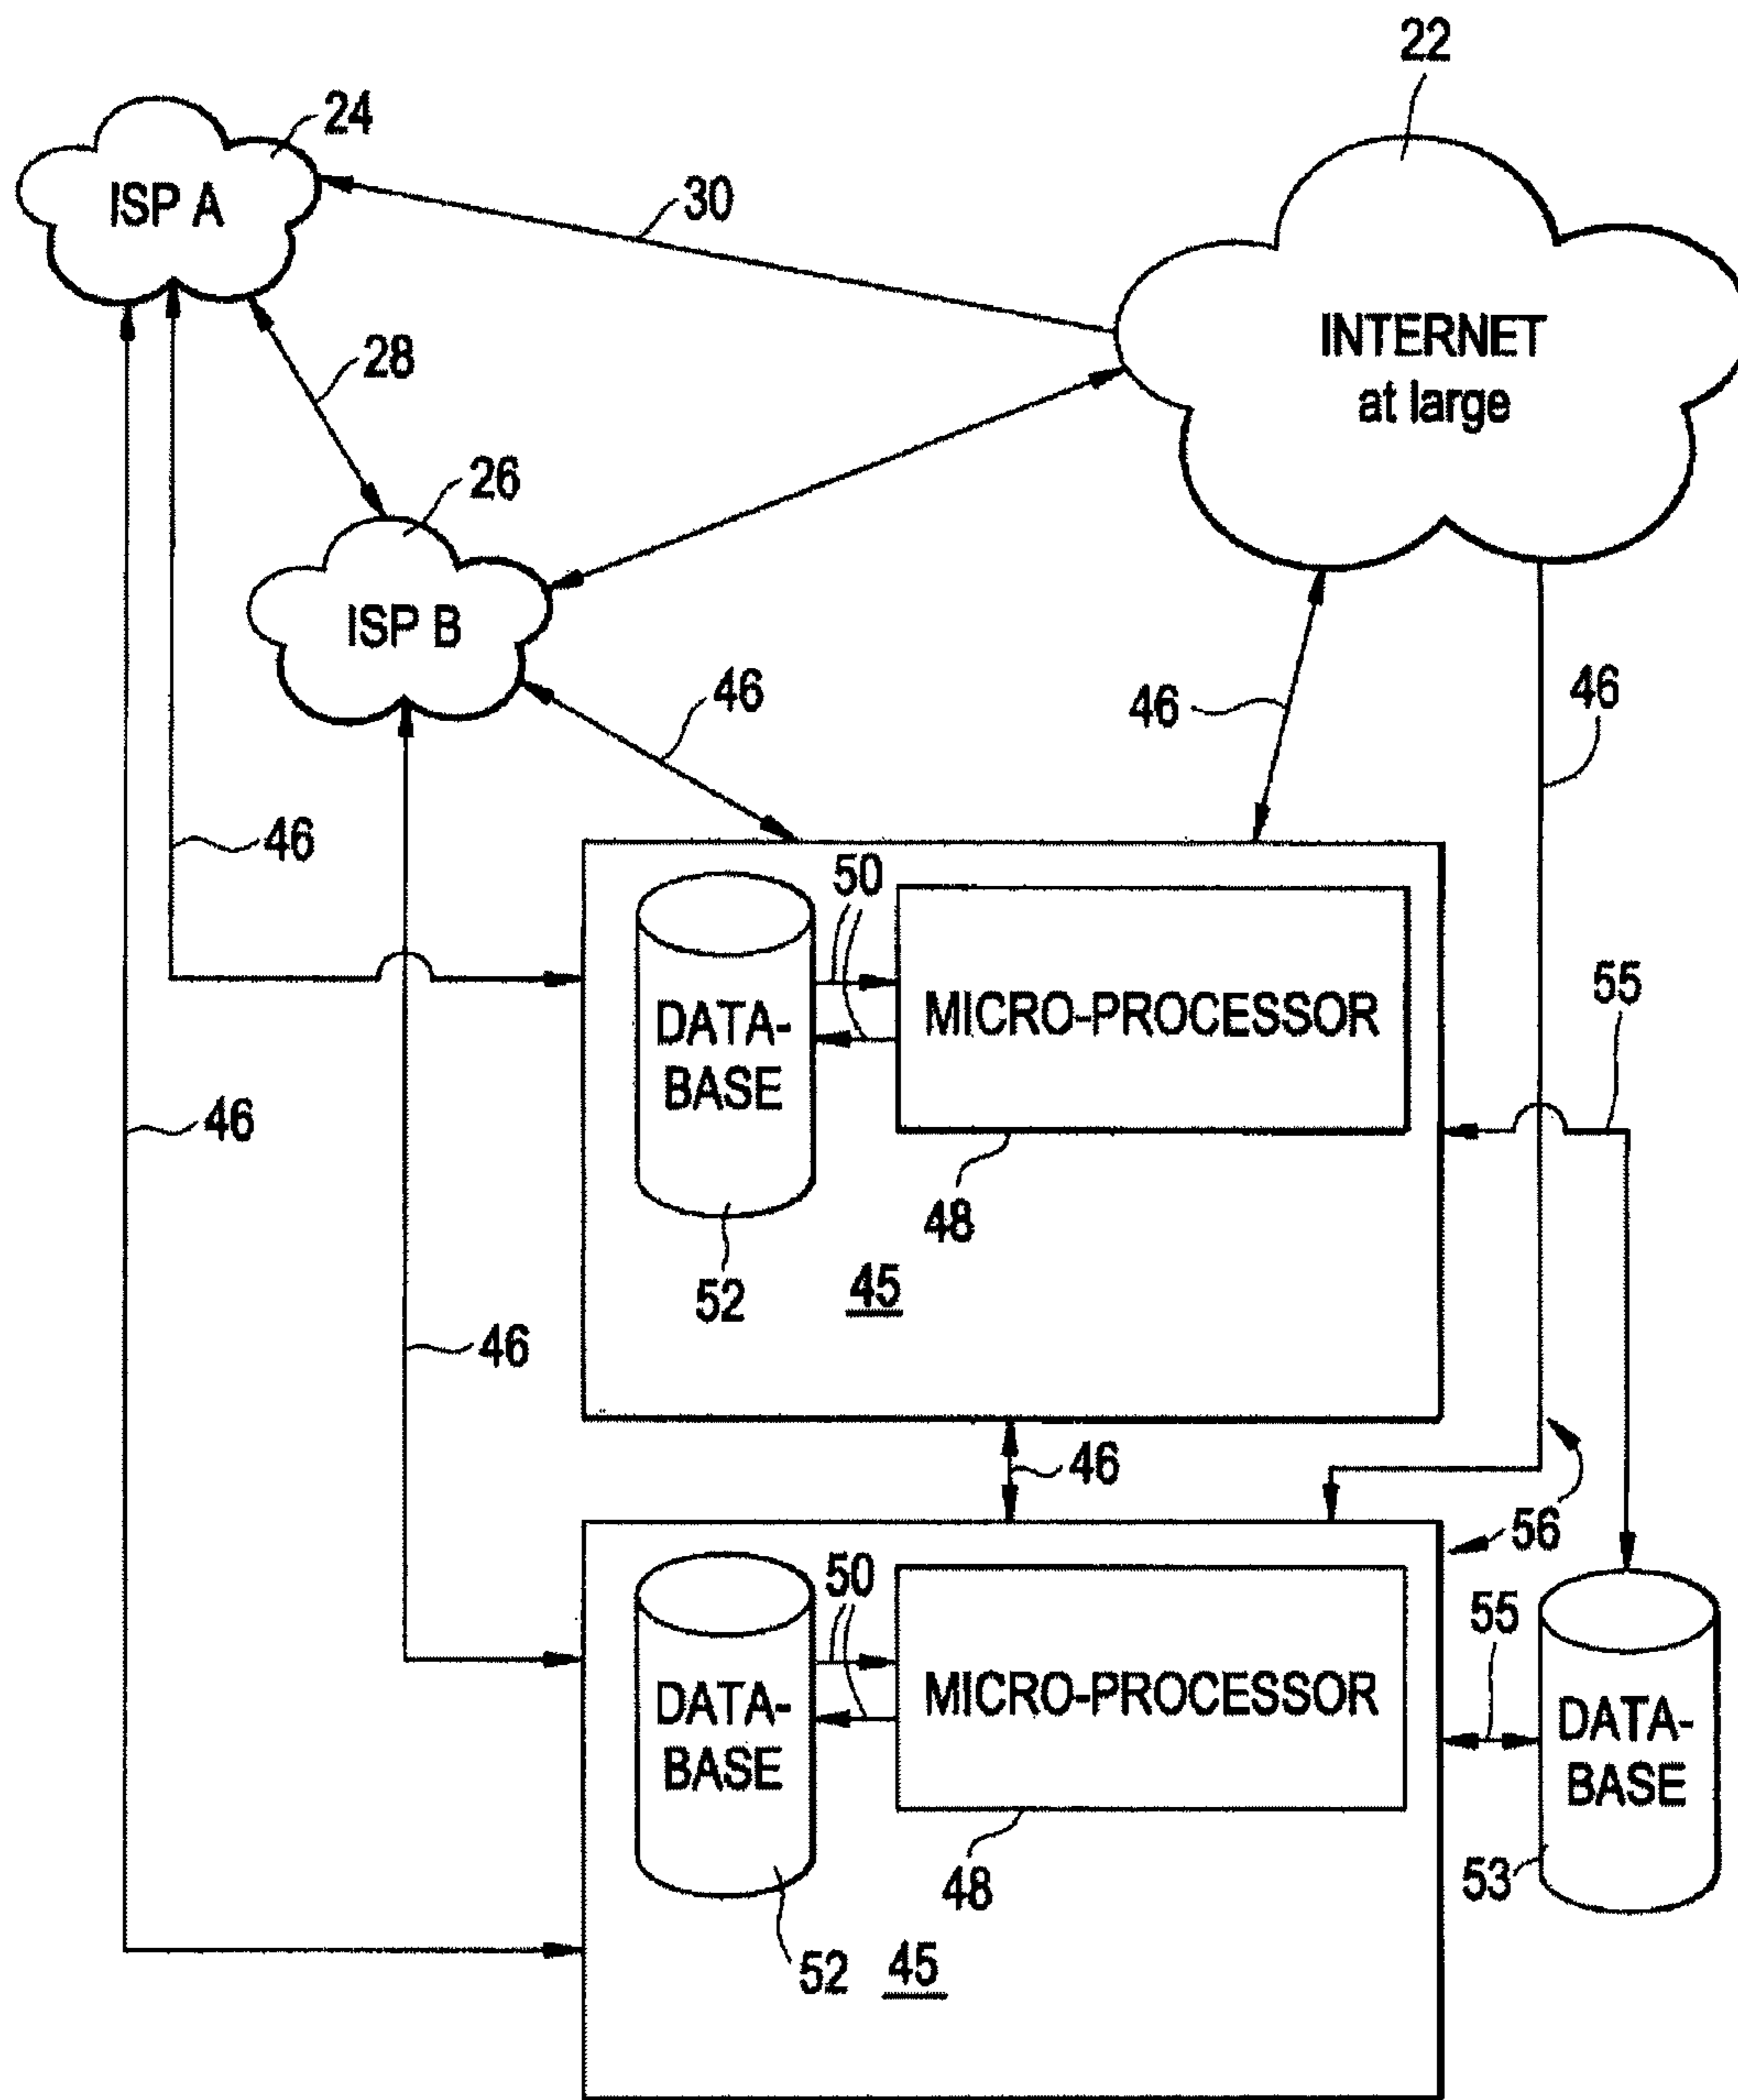 22
24
ISP A
30
INTERNET
at large
28
26
ISP B
46
46
46
46
50
DATA-
BASE
MICRO-PROCESSOR
55
46
48
52
45
46
46
56
50
DATA-
BASE
MICRO-PROCESSOR
55
DATA-
BASE
48
53
52
45